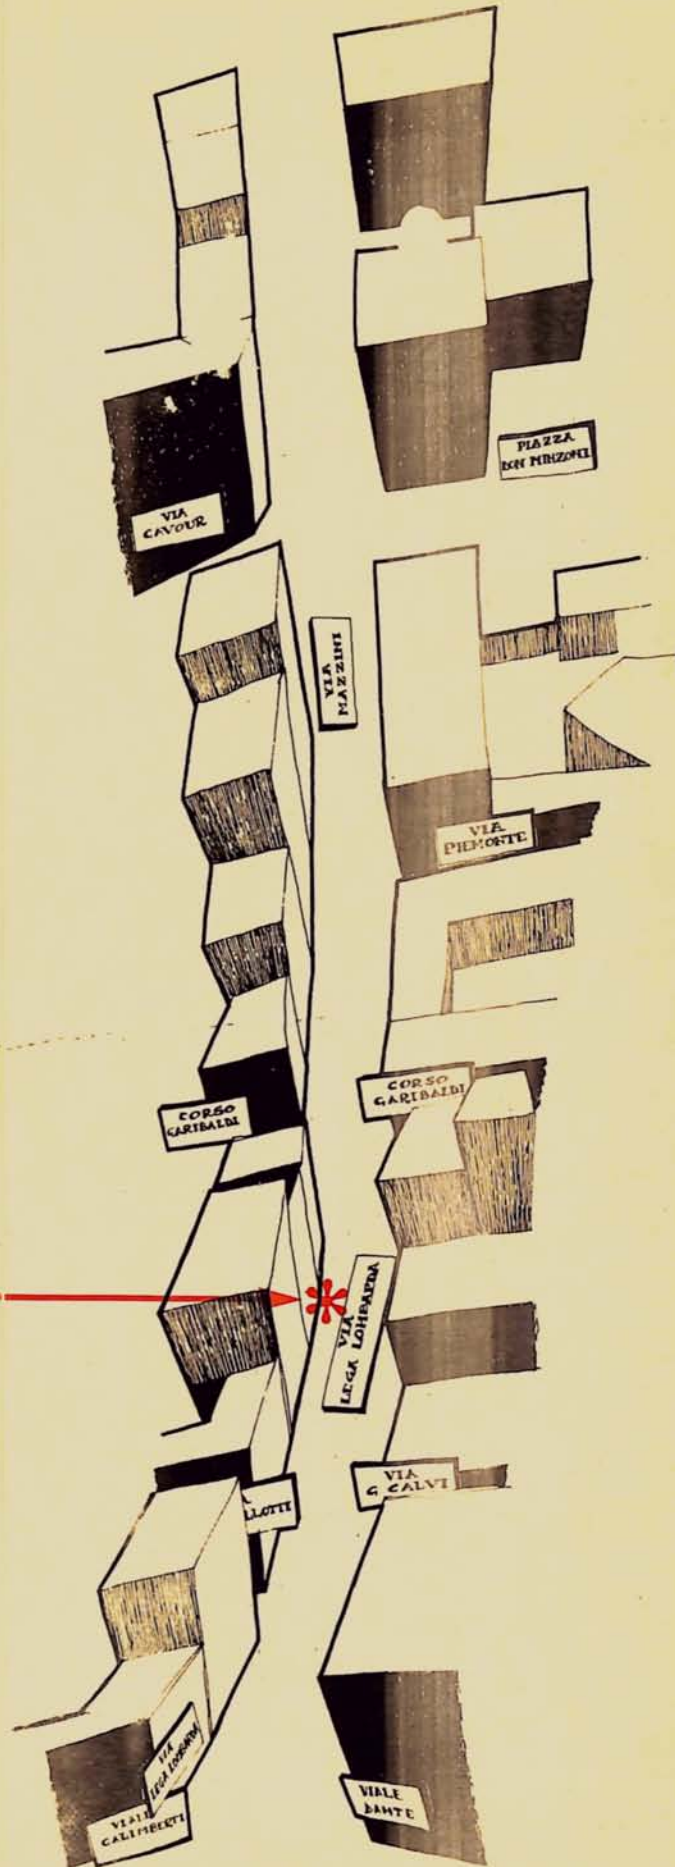 PIAZZA
DON MINZONI
VIA
CAVOUR
VIA
MAZZINI
VIA
PIEMONTE
CORSO
GARIBALDI
CORSO
GARIBALDI
VIA
LEGA LOMBARDA
VIA
G CALVI
LLOTTI
VIA
LEGA LOMBARDA
VIALE
DANTE
VIALE
GALIMBERTI